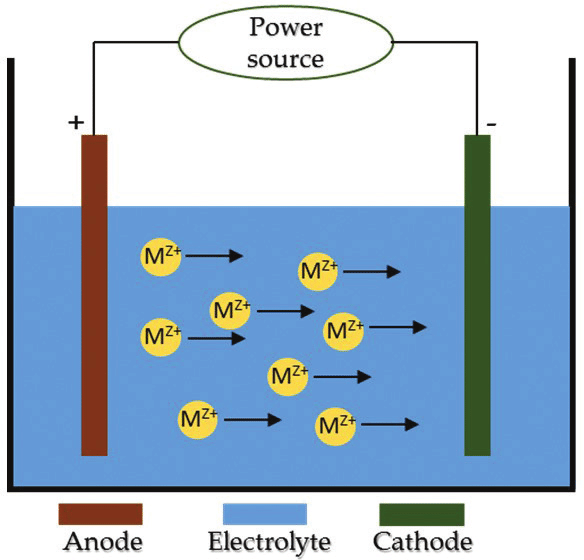 Power
source
+
-
M^Z+
M^Z+
M^Z+
M^Z+
M^Z+
M^Z+
M^Z+
M^Z+
Anode
Electrolyte
Cathode